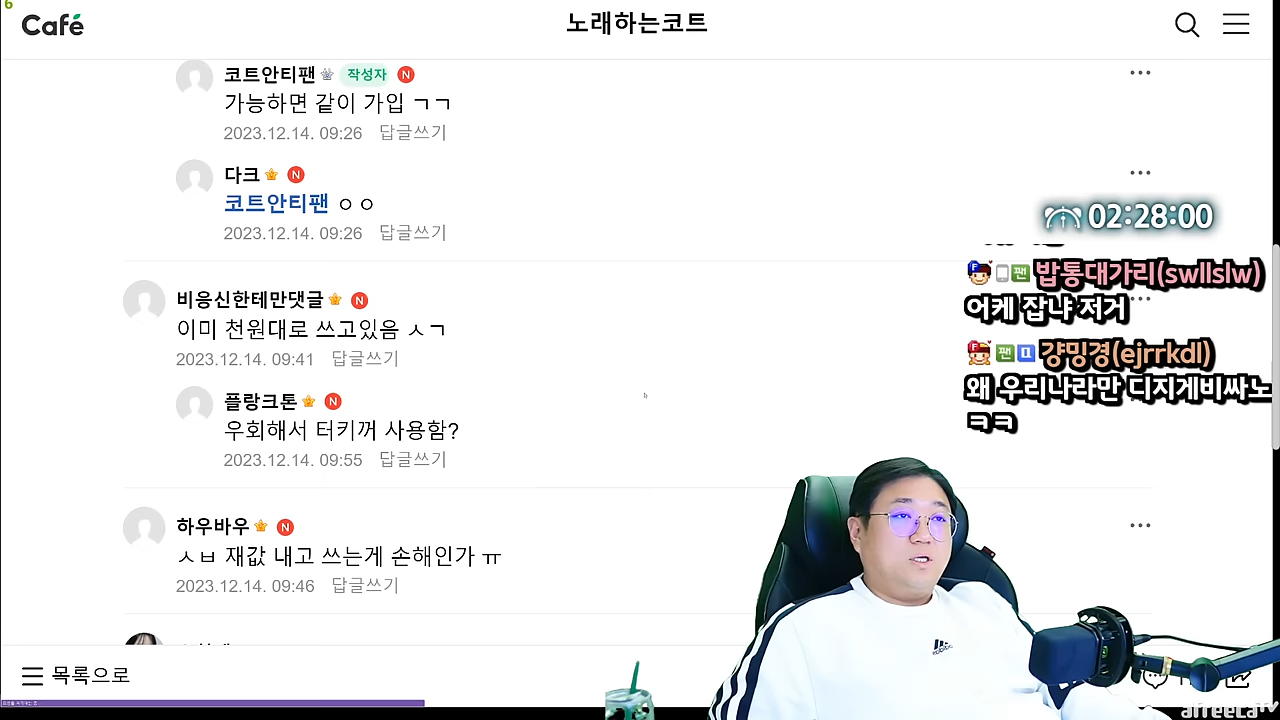 6
Café
노래하는코트
코트안티팬 작성자 N
가능하면 같이 가입 ㄱㄱ
2023.12.14. 09:26 답글쓰기
다크 N
코트안티팬 ㅇㅇ
2023.12.14. 09:26 답글쓰기
02:28:00
비응신한테만댓글 N
이미 천원대로 쓰고있음 ㅅㄱ
2023.12.14. 09:41 답글쓰기
팬 밥통대가리(swllslw)
어케 잡냐 저거
팬 걍밍경(ejrrkdl)
왜 우리나라만 디지게비싸노
ㅋㅋ
플랑크톤 N
우회해서 터키꺼 사용함?
2023.12.14. 09:55 답글쓰기
하우바우 N
ㅅㅂ 재값 내고 쓰는게 손해인가 ㅠ
2023.12.14. 09:46 답글쓰기
목록으로
adidas
afreecaTV